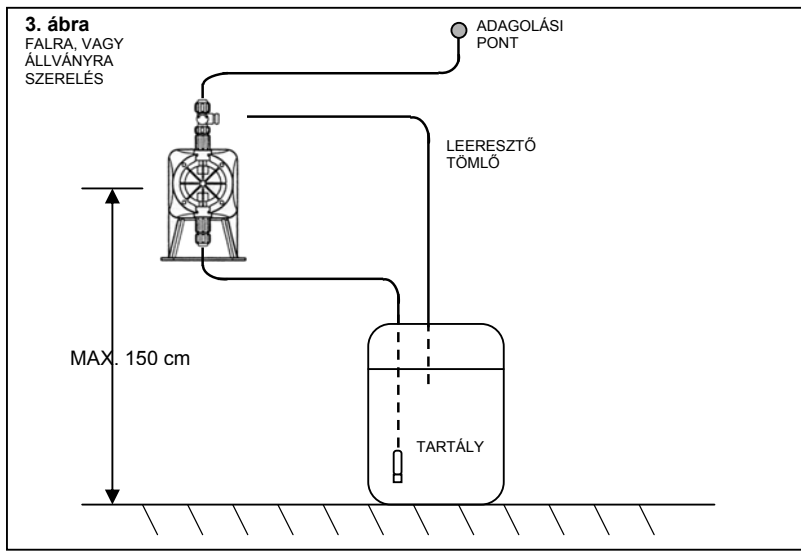 3. ábra
FALRA, VAGY
ÁLLVÁNYRA
SZERELÉS
ADAGOLÁSI
PONT
LEERESZTŐ
TÖMLŐ
MAX. 150 cm
TARTÁLY